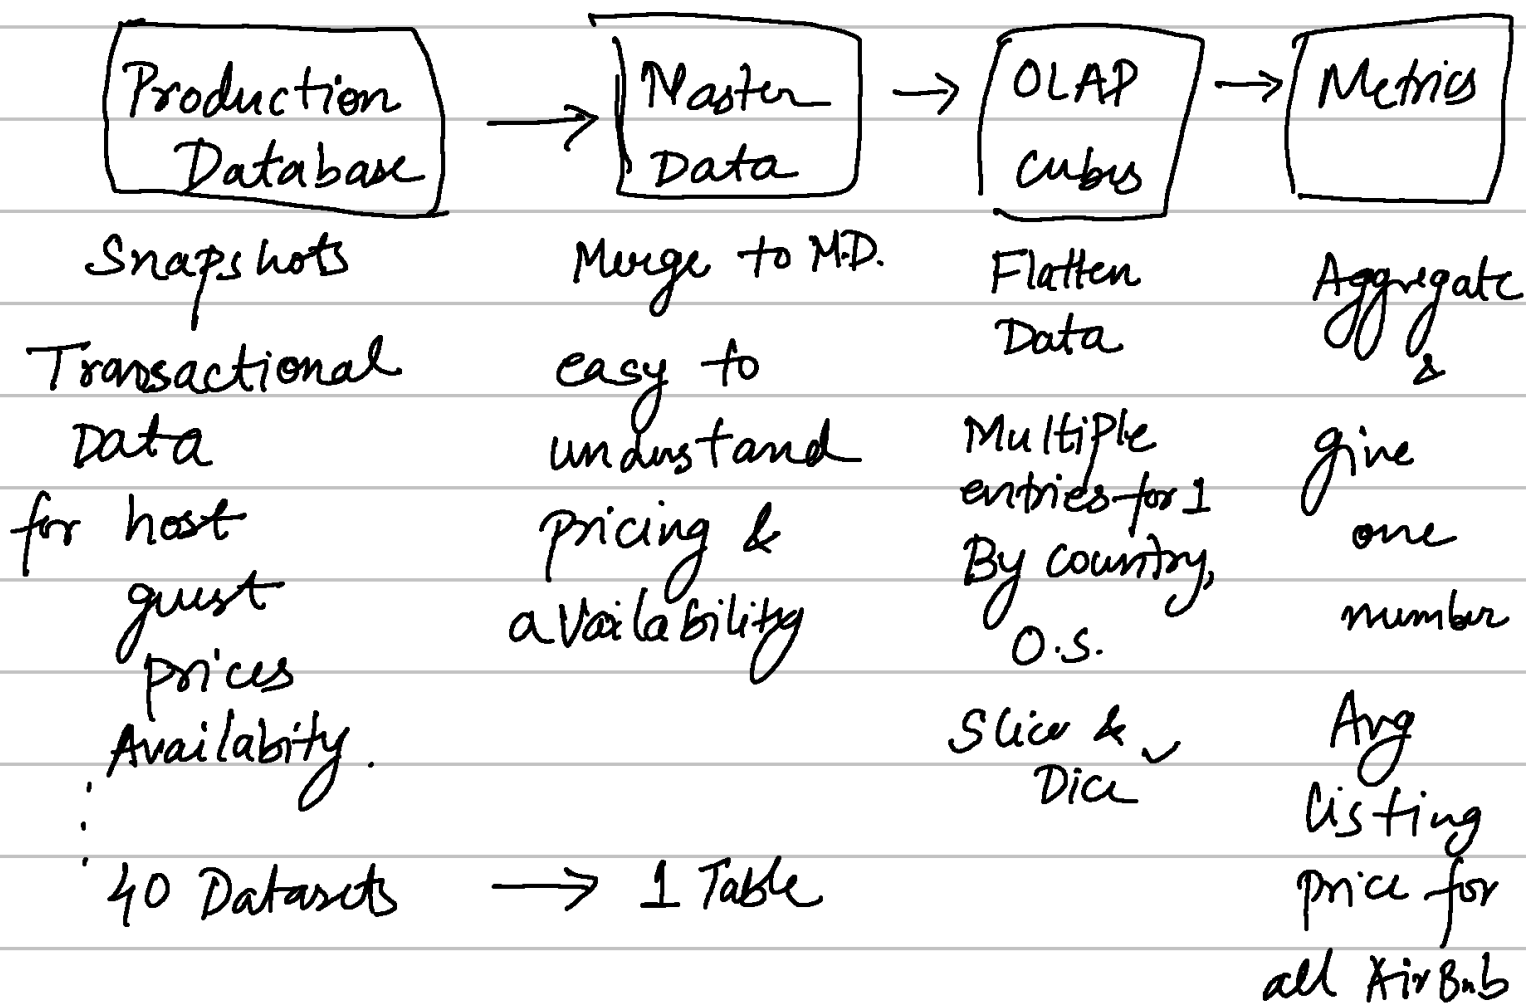 Production
Database
Snapshots
Transactional
Data
for host
guest
prices
Availabity.
40 Datasets
→
Master
Data
Merge to M.D.
easy to
understand
pricing &
availability
→ 1 Table
→
OLAP
Cubes
Flatten
Data
Multiple
entries for 1
By country,
O.S.
Slice &
Dice
→
Metrics
Aggregate
&
give
one
number
Avg
listing
price for
all AirBnb